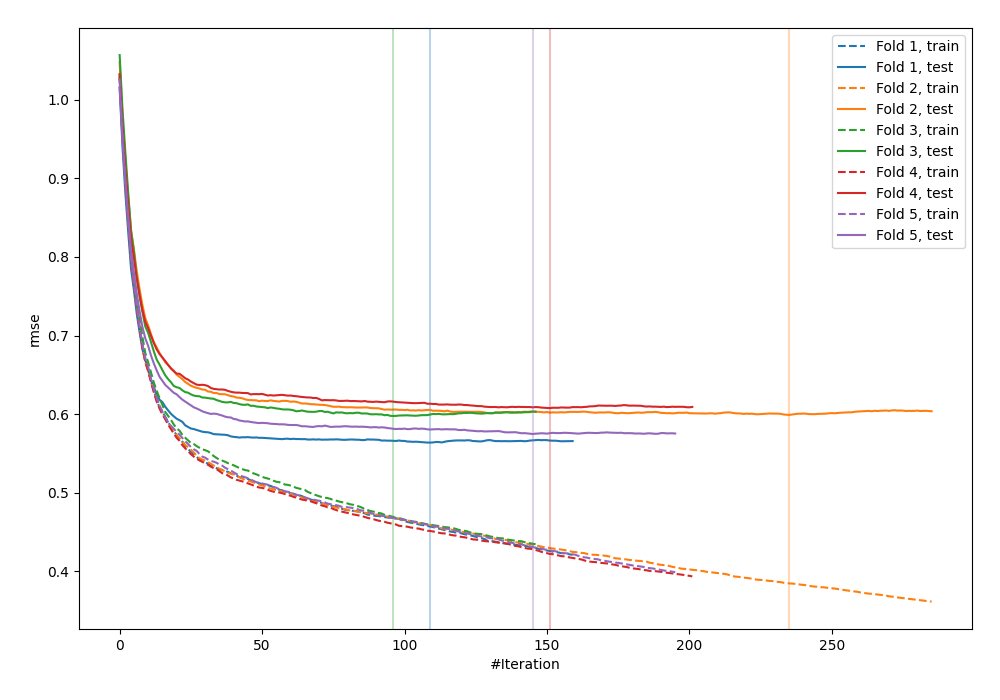 1.0
0.9
0.8
0.7
0.6
0.5
0.4
rmse
0
50
100
150
200
250
#Iteration
Fold 1, train
Fold 1, test
Fold 2, train
Fold 2, test
Fold 3, train
Fold 3, test
Fold 4, train
Fold 4, test
Fold 5, train
Fold 5, test